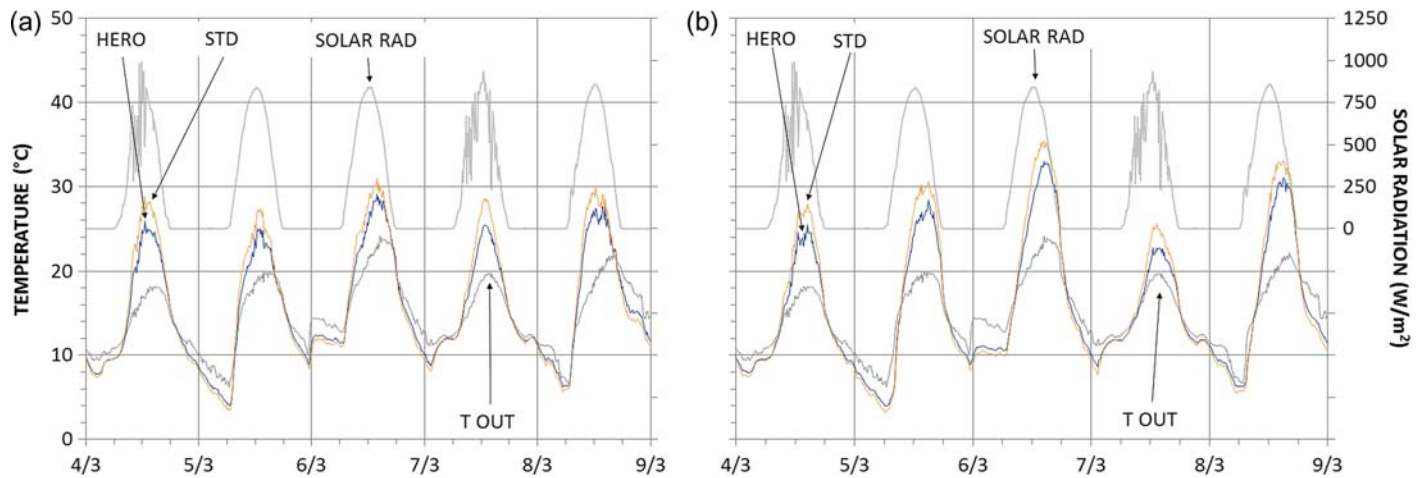 (a)
TEMPERATURE (°C)
50
40
30
20
10
0
HERO
STD
SOLAR RAD
T OUT
4/3
5/3
6/3
7/3
8/3
9/3
(b)
HERO
STD
SOLAR RAD
T OUT
4/3
5/3
6/3
7/3
8/3
9/3
1250
1000
750
500
250
0
SOLAR RADIATION (W/m²)